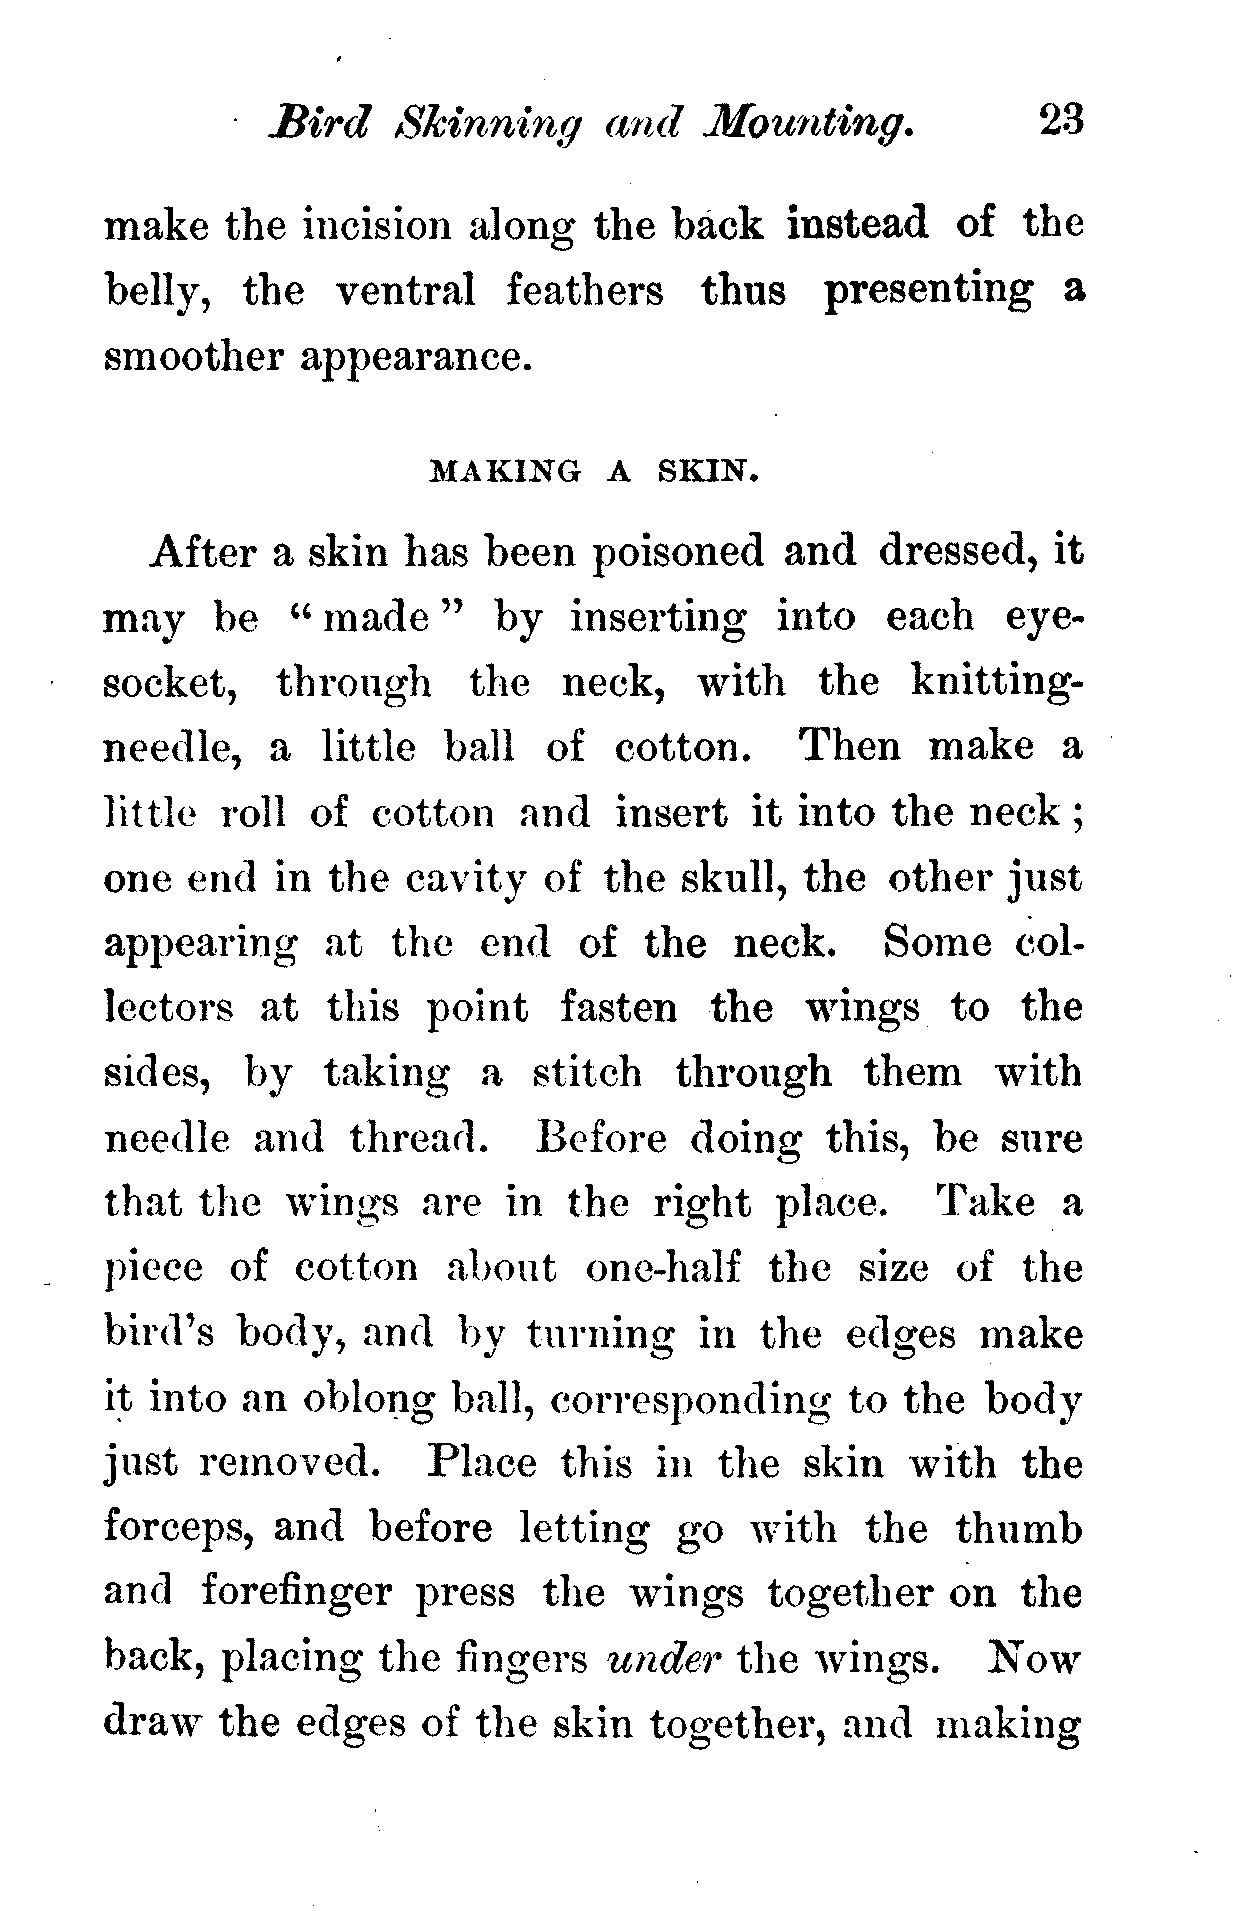 Bird Skinning and Mounting. 23
make the incision along the back instead of the
belly, the ventral feathers thus presenting a
smoother appearance.
MAKING A SKIN.
After a skin has been poisoned and dressed, it
may be “ made ” by inserting into each eye-
socket, through the neck, with the knitting-
needle, a little ball of cotton. Then make a
little roll of cotton and insert it into the neck ;
one end in the cavity of the skull, the other just
appearing at the end of the neck. Some col-
lectors at this point fasten the wings to the
sides, by taking a stitch through them with
needle and thread. Before doing this, be sure
that the wings are in the right place. Take a
piece of cotton about one-half the size of the
bird's body, and by turning in the edges make
it into an oblong ball, corresponding to the body
just removed. Place this in the skin with the
forceps, and before letting go with the thumb
and forefinger press the wings together on the
back, placing the fingers under the wings. Now
draw the edges of the skin together, and making